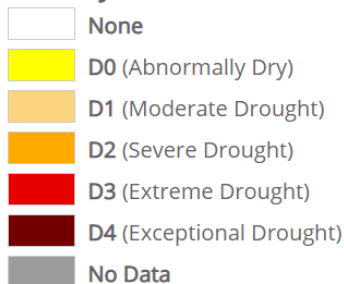 None
D0 (Abnormally Dry)
D1 (Moderate Drought)
D2 (Severe Drought)
D3 (Extreme Drought)
D4 (Exceptional Drought)
No Data